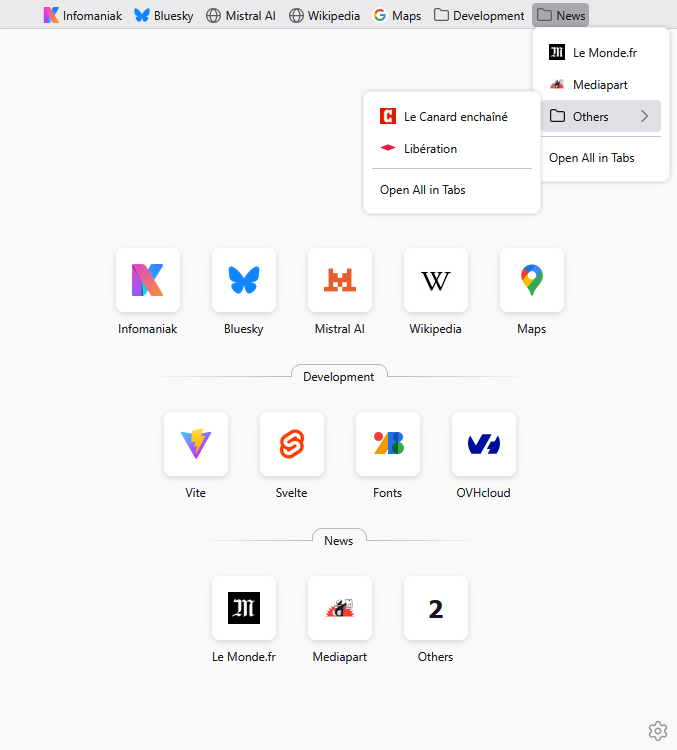 Infomaniak Bluesky Mistral AI Wikipedia Maps Development News
Le Monde.fr
Mediapart
Others
Open All in Tabs
Le Canard enchaîné
Libération
Open All in Tabs
Infomaniak Bluesky Mistral AI Wikipedia Maps
Development
Vite Svelte Fonts OVHcloud
News
2
Le Monde.fr Mediapart Others